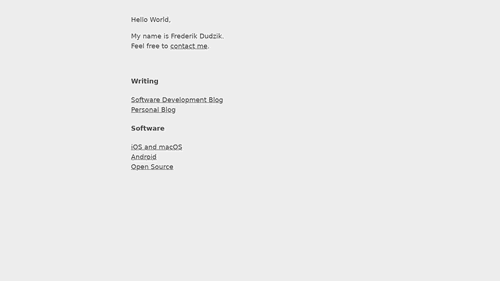 Hello World,
My name is Frederik Dudzik.
Feel free to contact me.
Writing
Software Development Blog
Personal Blog
Software
iOS and macOS
Android
Open Source